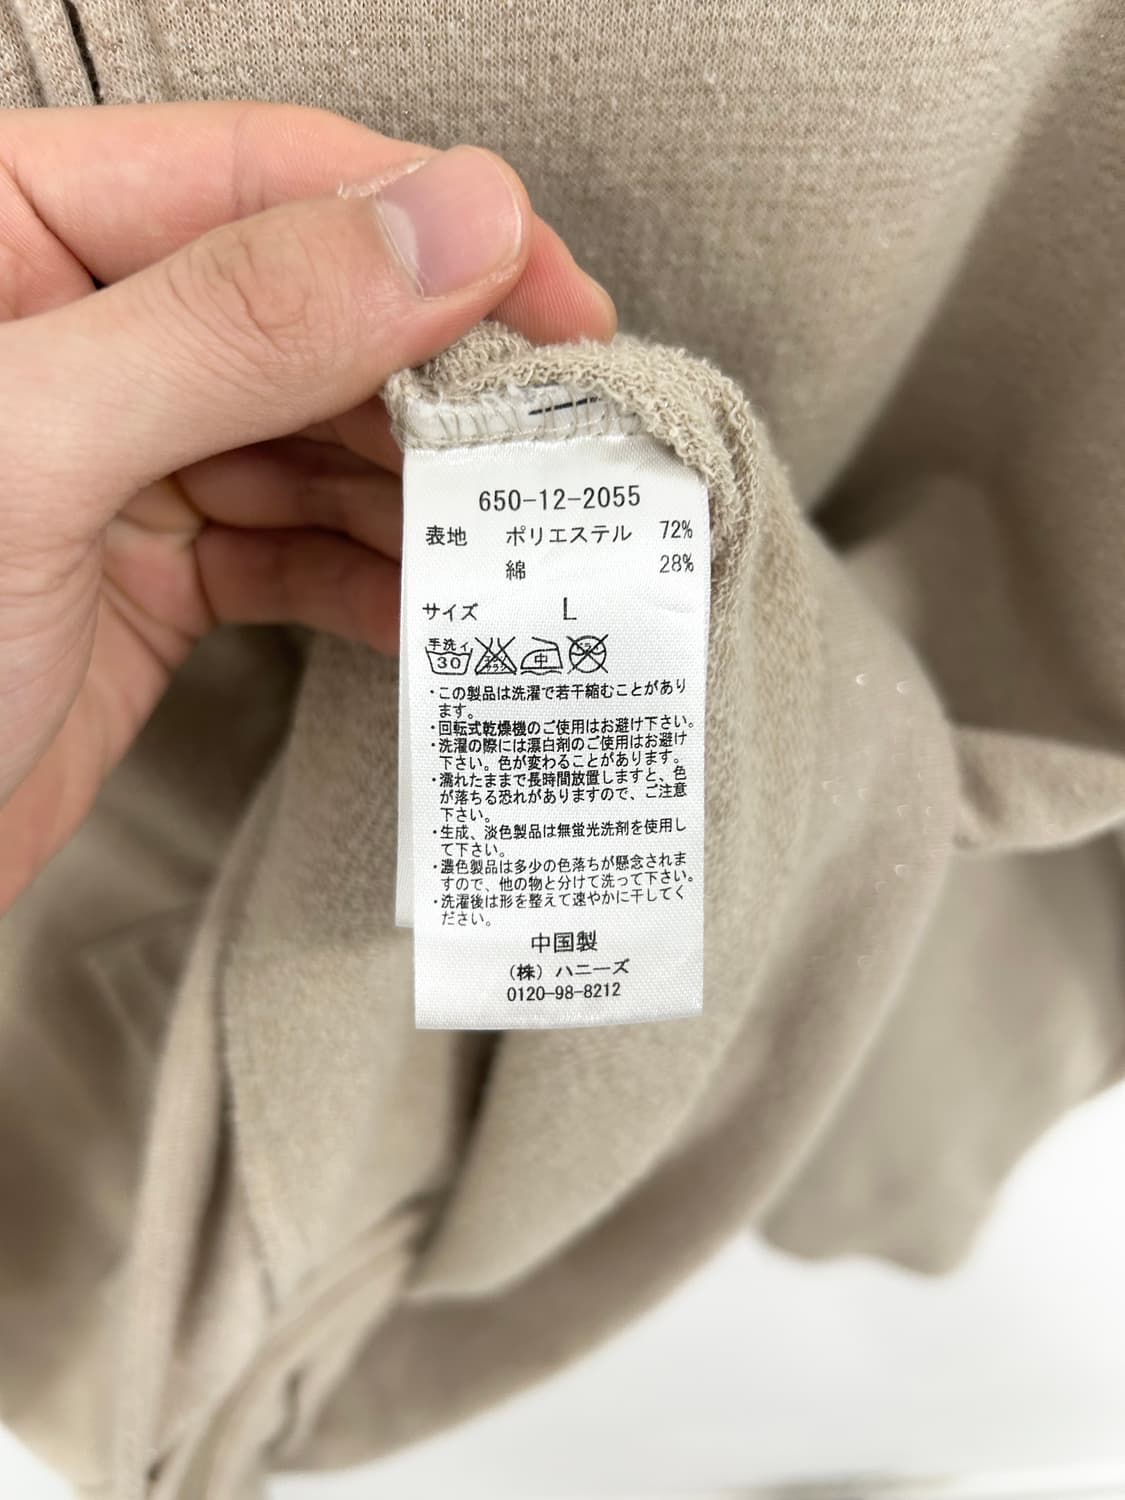 650-12-2055
表地 ポリエステル 72%
綿 28%
サイズ L
手洗イ
30
中
・この製品は洗濯で若干縮むことがあり
ます。
・回転式乾燥機のご使用はお避け下さい。
・洗濯の際には漂白剤のご使用はお避け
下さい。色が変わることがあります。
・濡れたままで長時間放置しますと、色
が落ちる恐れがありますので、ご注意
下さい。
・生成、淡色製品は無蛍光洗剤を使用し
て下さい。
・濃色製品は多少の色落ちが懸念されま
すので、他の物と分けて洗って下さい。
・洗濯後は形を整えて速やかに干してく
ださい。
中国製
(株) ハニーズ
0120-98-8212